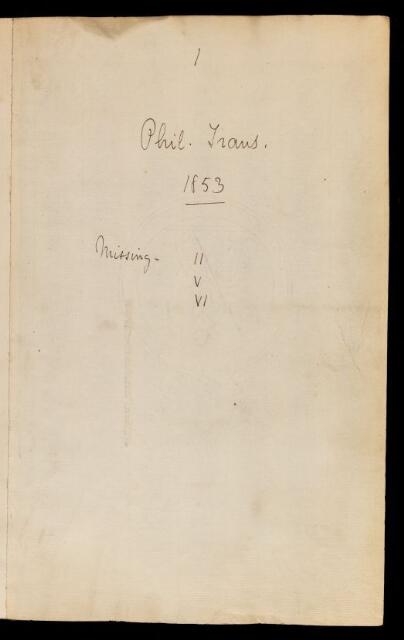 1
Phil. Trans.
1853
Missing - II
V
VI